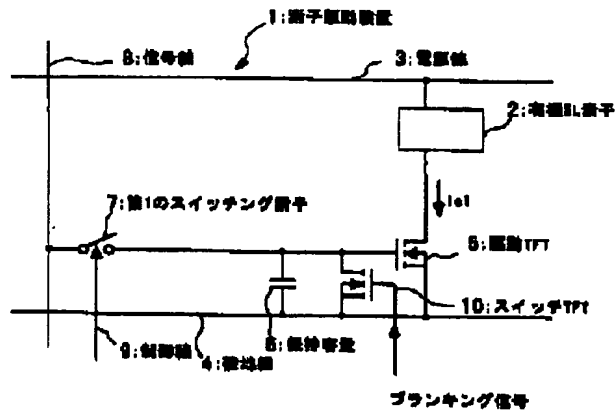 1:素子駆動装置
8:信号線
3:電源線
2:有機EL素子
7:第1のスイッチング素子
Iel
5:駆動TFT
10:スイッチTFT
6:保持容量
9:制御線
4:接地線
ブランキング信号